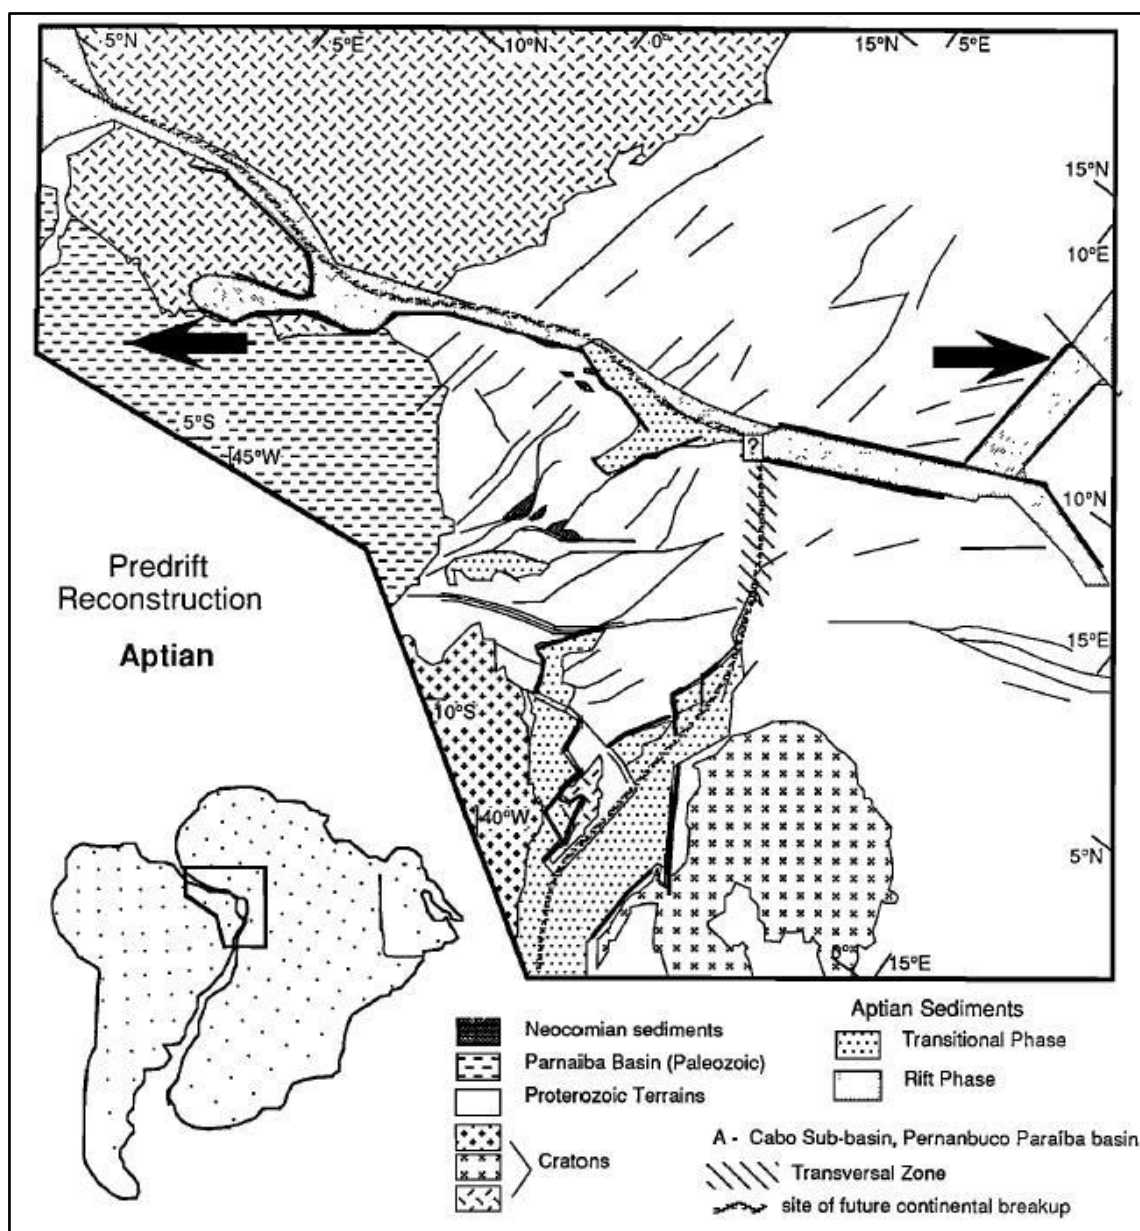 5°N
5°E
10°N
0°
15°N
5°E
15°N
10°E
5°S
45°W
?
10°N
Predrift
Reconstruction
Aptian
15°E
10°S
40°W
5°N
0°
15°E
Aptian Sediments
Neocomian sediments
Transitional Phase
Parnaïba Basin (Paleozoic)
Rift Phase
Proterozoic Terrains
A - Cabo Sub-basin, Pernanbuco Paraíba basin
Cratons
Transversal Zone
site of future continental breakup